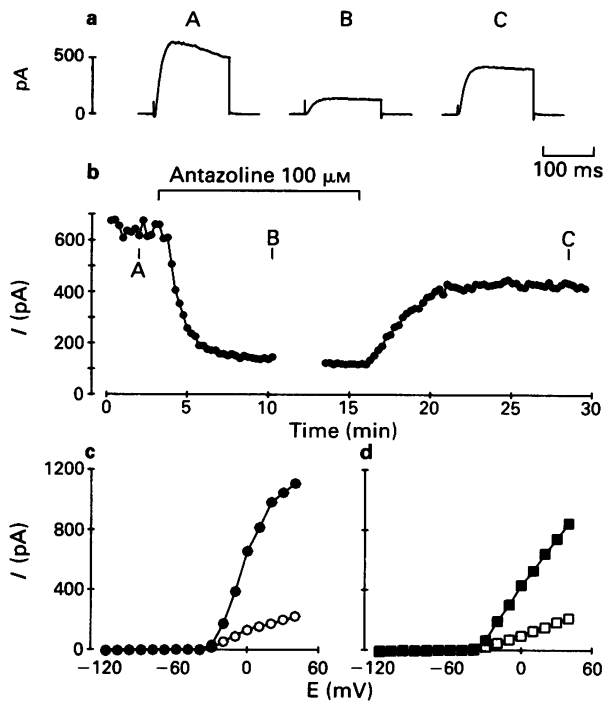 a
A B C
500
pA
0
100 ms
b
Antazoline 100 µM
600
400
200
0
I (pA)
A
B
C
0 5 10 15 20 25 30
Time (min)
c
1200
800
400
0
I (pA)
−120 −60 0 60
d
−120 −60 0 60
E (mV)